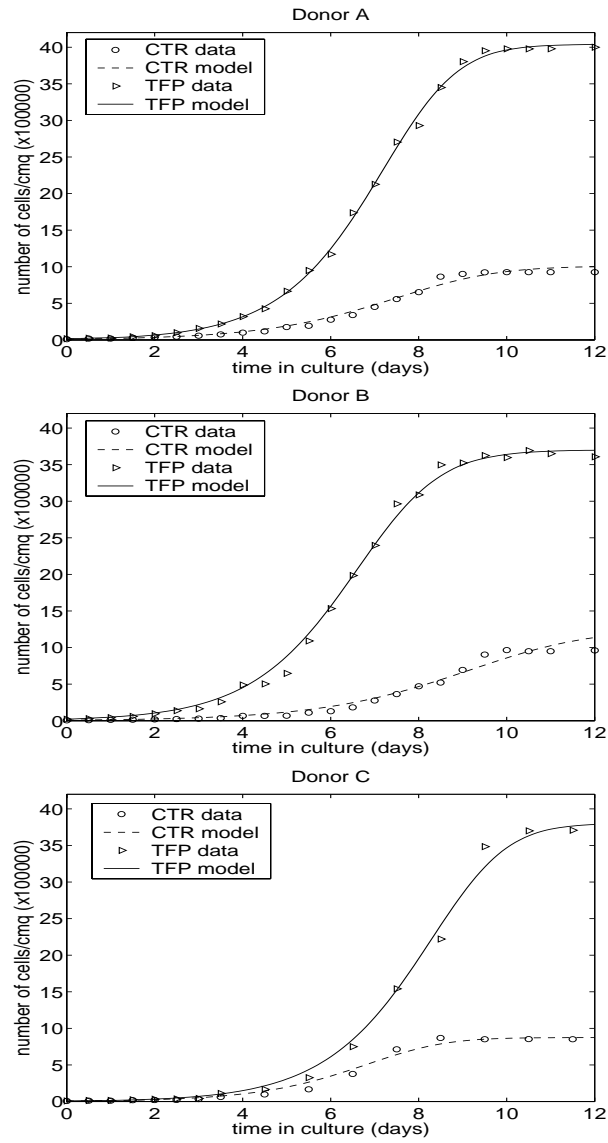 Donor A
CTR data
CTR model
TFP data
TFP model
number of cells/cmq (x100000)
40
35
30
25
20
15
10
5
0
0 2 4 6 8 10 12
time in culture (days)
Donor B
CTR data
CTR model
TFP data
TFP model
number of cells/cmq (x100000)
40
35
30
25
20
15
10
5
0
0 2 4 6 8 10 12
time in culture (days)
Donor C
CTR data
CTR model
TFP data
TFP model
number of cells/cmq (x100000)
40
35
30
25
20
15
10
5
0
0 2 4 6 8 10 12
time in culture (days)